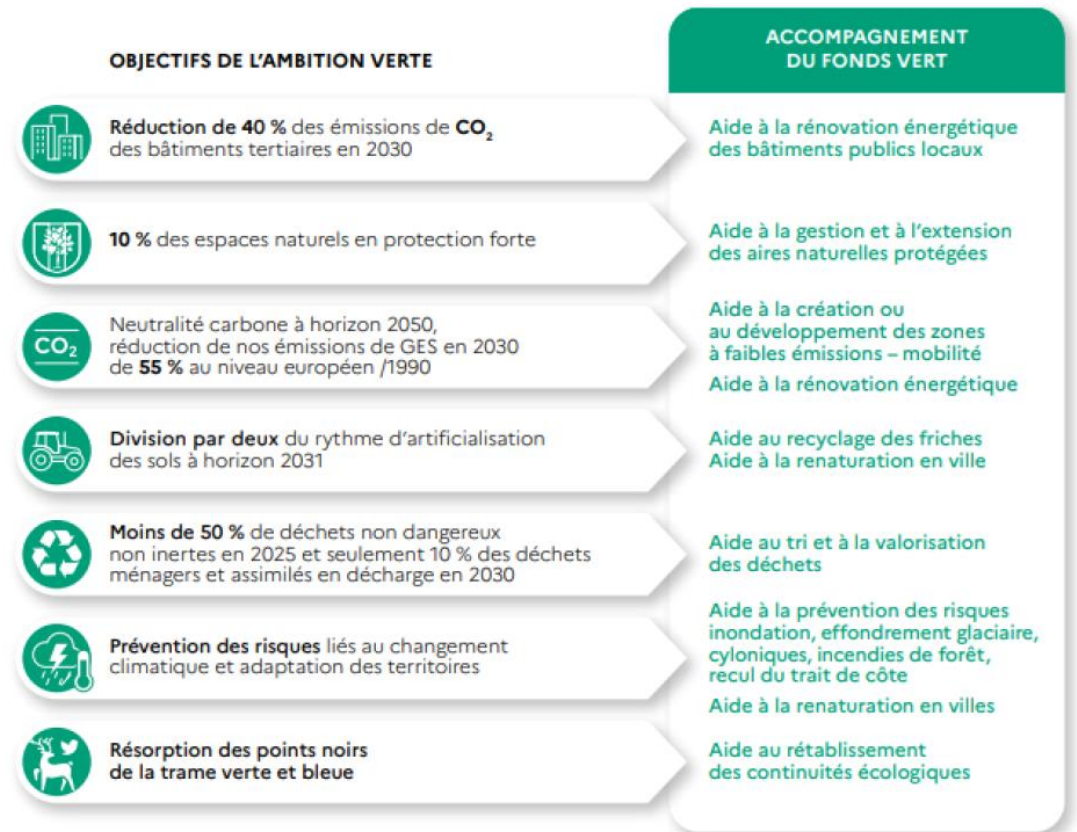 OBJECTIFS DE L'AMBITION VERTE
ACCOMPAGNEMENT
DU FONDS VERT
Réduction de 40 % des émissions de CO₂
des bâtiments tertiaires en 2030
Aide à la rénovation énergétique
des bâtiments publics locaux
10 % des espaces naturels en protection forte
Aide à la gestion et à l'extension
des aires naturelles protégées
CO₂
Neutralité carbone à horizon 2050,
réduction de nos émissions de GES en 2030
de 55 % au niveau européen /1990
Aide à la création ou
au développement des zones
à faibles émissions – mobilité
Aide à la rénovation énergétique
Division par deux du rythme d'artificialisation
des sols à horizon 2031
Aide au recyclage des friches
Aide à la renaturation en ville
Moins de 50 % de déchets non dangereux
non inertes en 2025 et seulement 10 % des déchets
ménagers et assimilés en décharge en 2030
Aide au tri et à la valorisation
des déchets
Prévention des risques liés au changement
climatique et adaptation des territoires
Aide à la prévention des risques
inondation, effondrement glaciaire,
cyloniques, incendies de forêt,
recul du trait de côte
Aide à la renaturation en villes
Résorption des points noirs
de la trame verte et bleue
Aide au rétablissement
des continuités écologiques